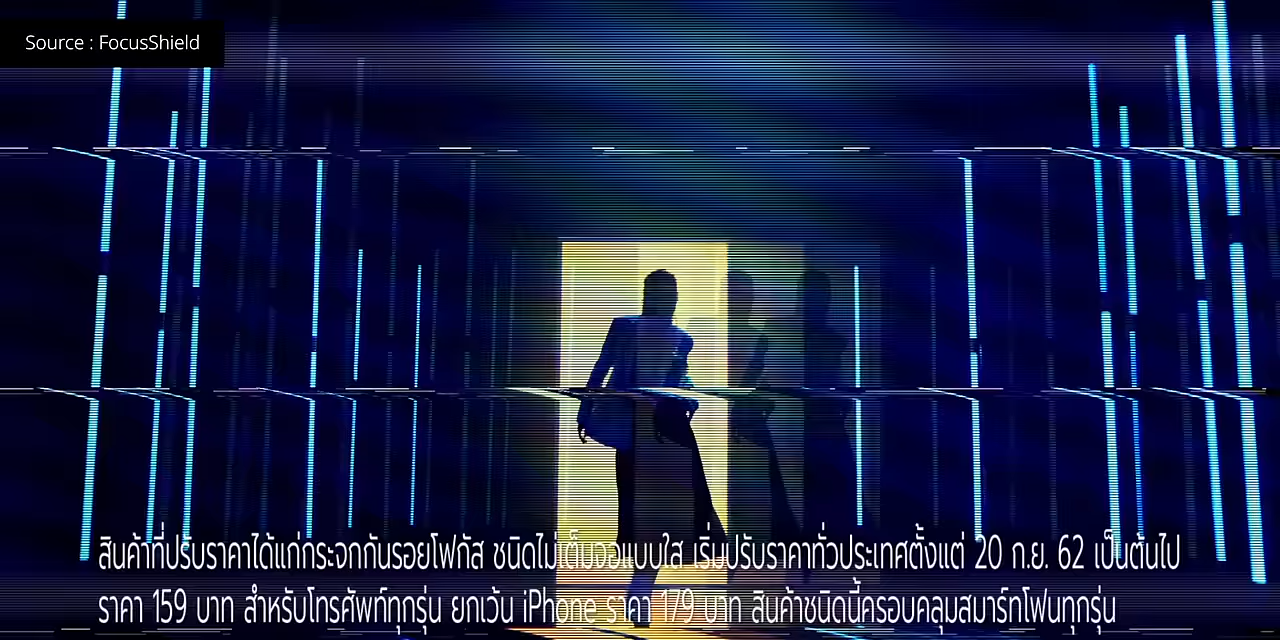 Source : FocusShield
สินค้าที่ปรับราคาได้แก่กระจกกันรอยโฟกัส ชนิดไม่เต็มจอแบบใส เริ่มปรับราคาทั่วประเทศตั้งแต่ 20 ก.ย. 62 เป็นต้นไป
ราคา 159 บาท สำหรับโทรศัพท์ทุกรุ่น ยกเว้น iPhone ราคา 179 บาท สินค้าชนิดนี้ครอบคลุมสมาร์ทโฟนทุกรุ่น